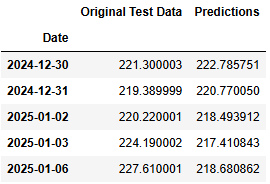 Original Test Data Predictions
Date
2024-12-30 221.300003 222.785751
2024-12-31 219.389999 220.770050
2025-01-02 220.220001 218.493912
2025-01-03 224.190002 217.410843
2025-01-06 227.610001 218.680862